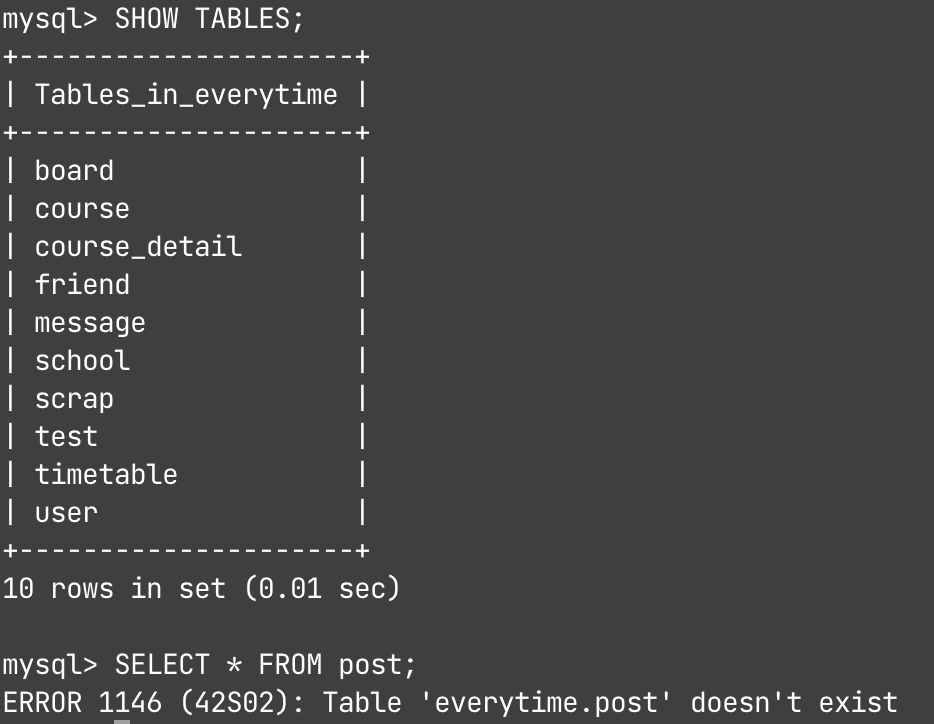 mysql> SHOW TABLES;
+---------------------+
| Tables_in_everytime |
+---------------------+
| board               |
| course              |
| course_detail       |
| friend              |
| message             |
| school              |
| scrap               |
| test                |
| timetable           |
| user                |
+---------------------+
10 rows in set (0.01 sec)

mysql> SELECT * FROM post;
ERROR 1146 (42S02): Table 'everytime.post' doesn't exist